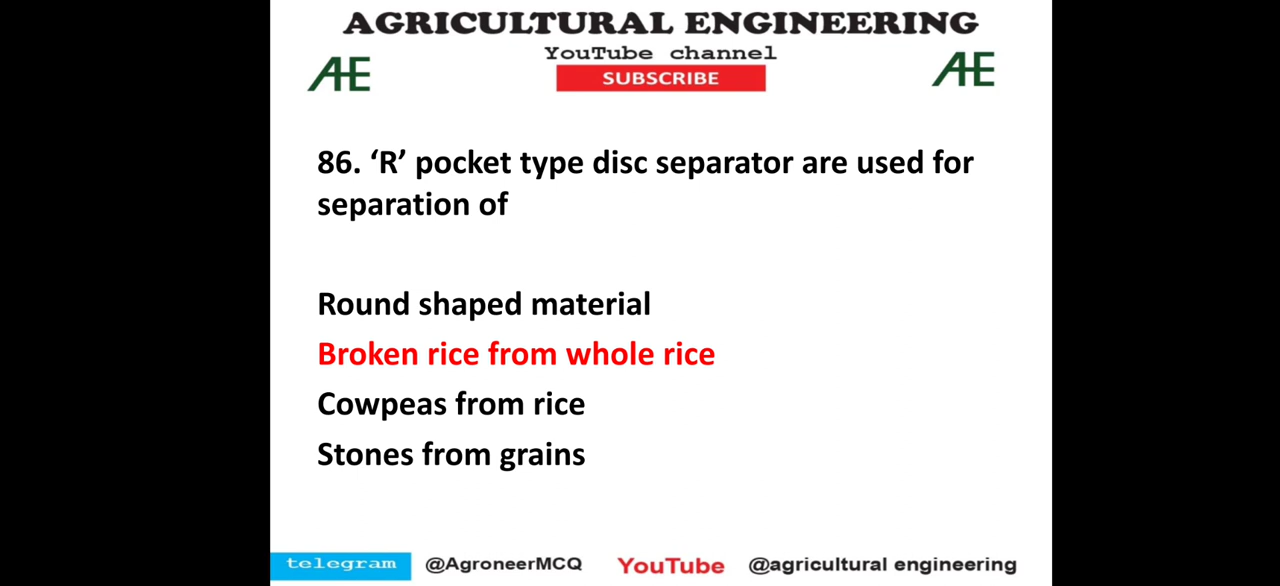 AGRICULTURAL ENGINEERING
YouTube channel
AE SUBSCRIBE AE
86. ‘R’ pocket type disc separator are used for
separation of
Round shaped material
Broken rice from whole rice
Cowpeas from rice
Stones from grains
telegram @AgroneerMCQ YouTube @agricultural engineering